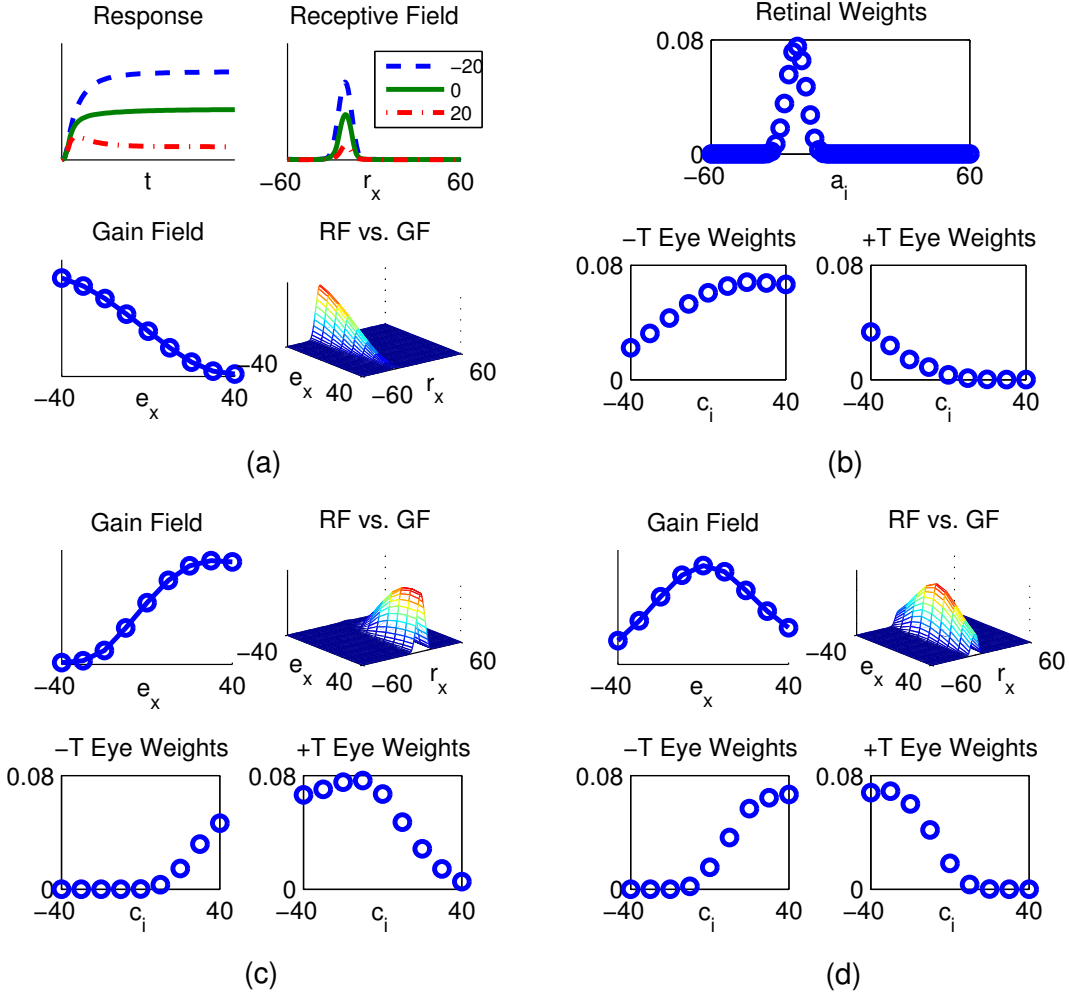 Response
Receptive Field
−20
0
20
t
−60
r_x
60
Retinal Weights
0.08
0
−60
a_i
60
Gain Field
−40
e_x
40
RF vs. GF
−40
e_x
40
−60
r_x
60
−T Eye Weights
0.08
0
−40
c_i
40
+T Eye Weights
0.08
0
−40
c_i
40
(a)
(b)
Gain Field
−40
e_x
40
RF vs. GF
−40
e_x
40
−60
r_x
60
Gain Field
−40
e_x
40
RF vs. GF
−40
e_x
40
−60
r_x
60
−T Eye Weights
0.08
0
−40
c_i
40
+T Eye Weights
0.08
0
−40
c_i
40
−T Eye Weights
0.08
0
−40
c_i
40
+T Eye Weights
0.08
0
−40
c_i
40
(c)
(d)